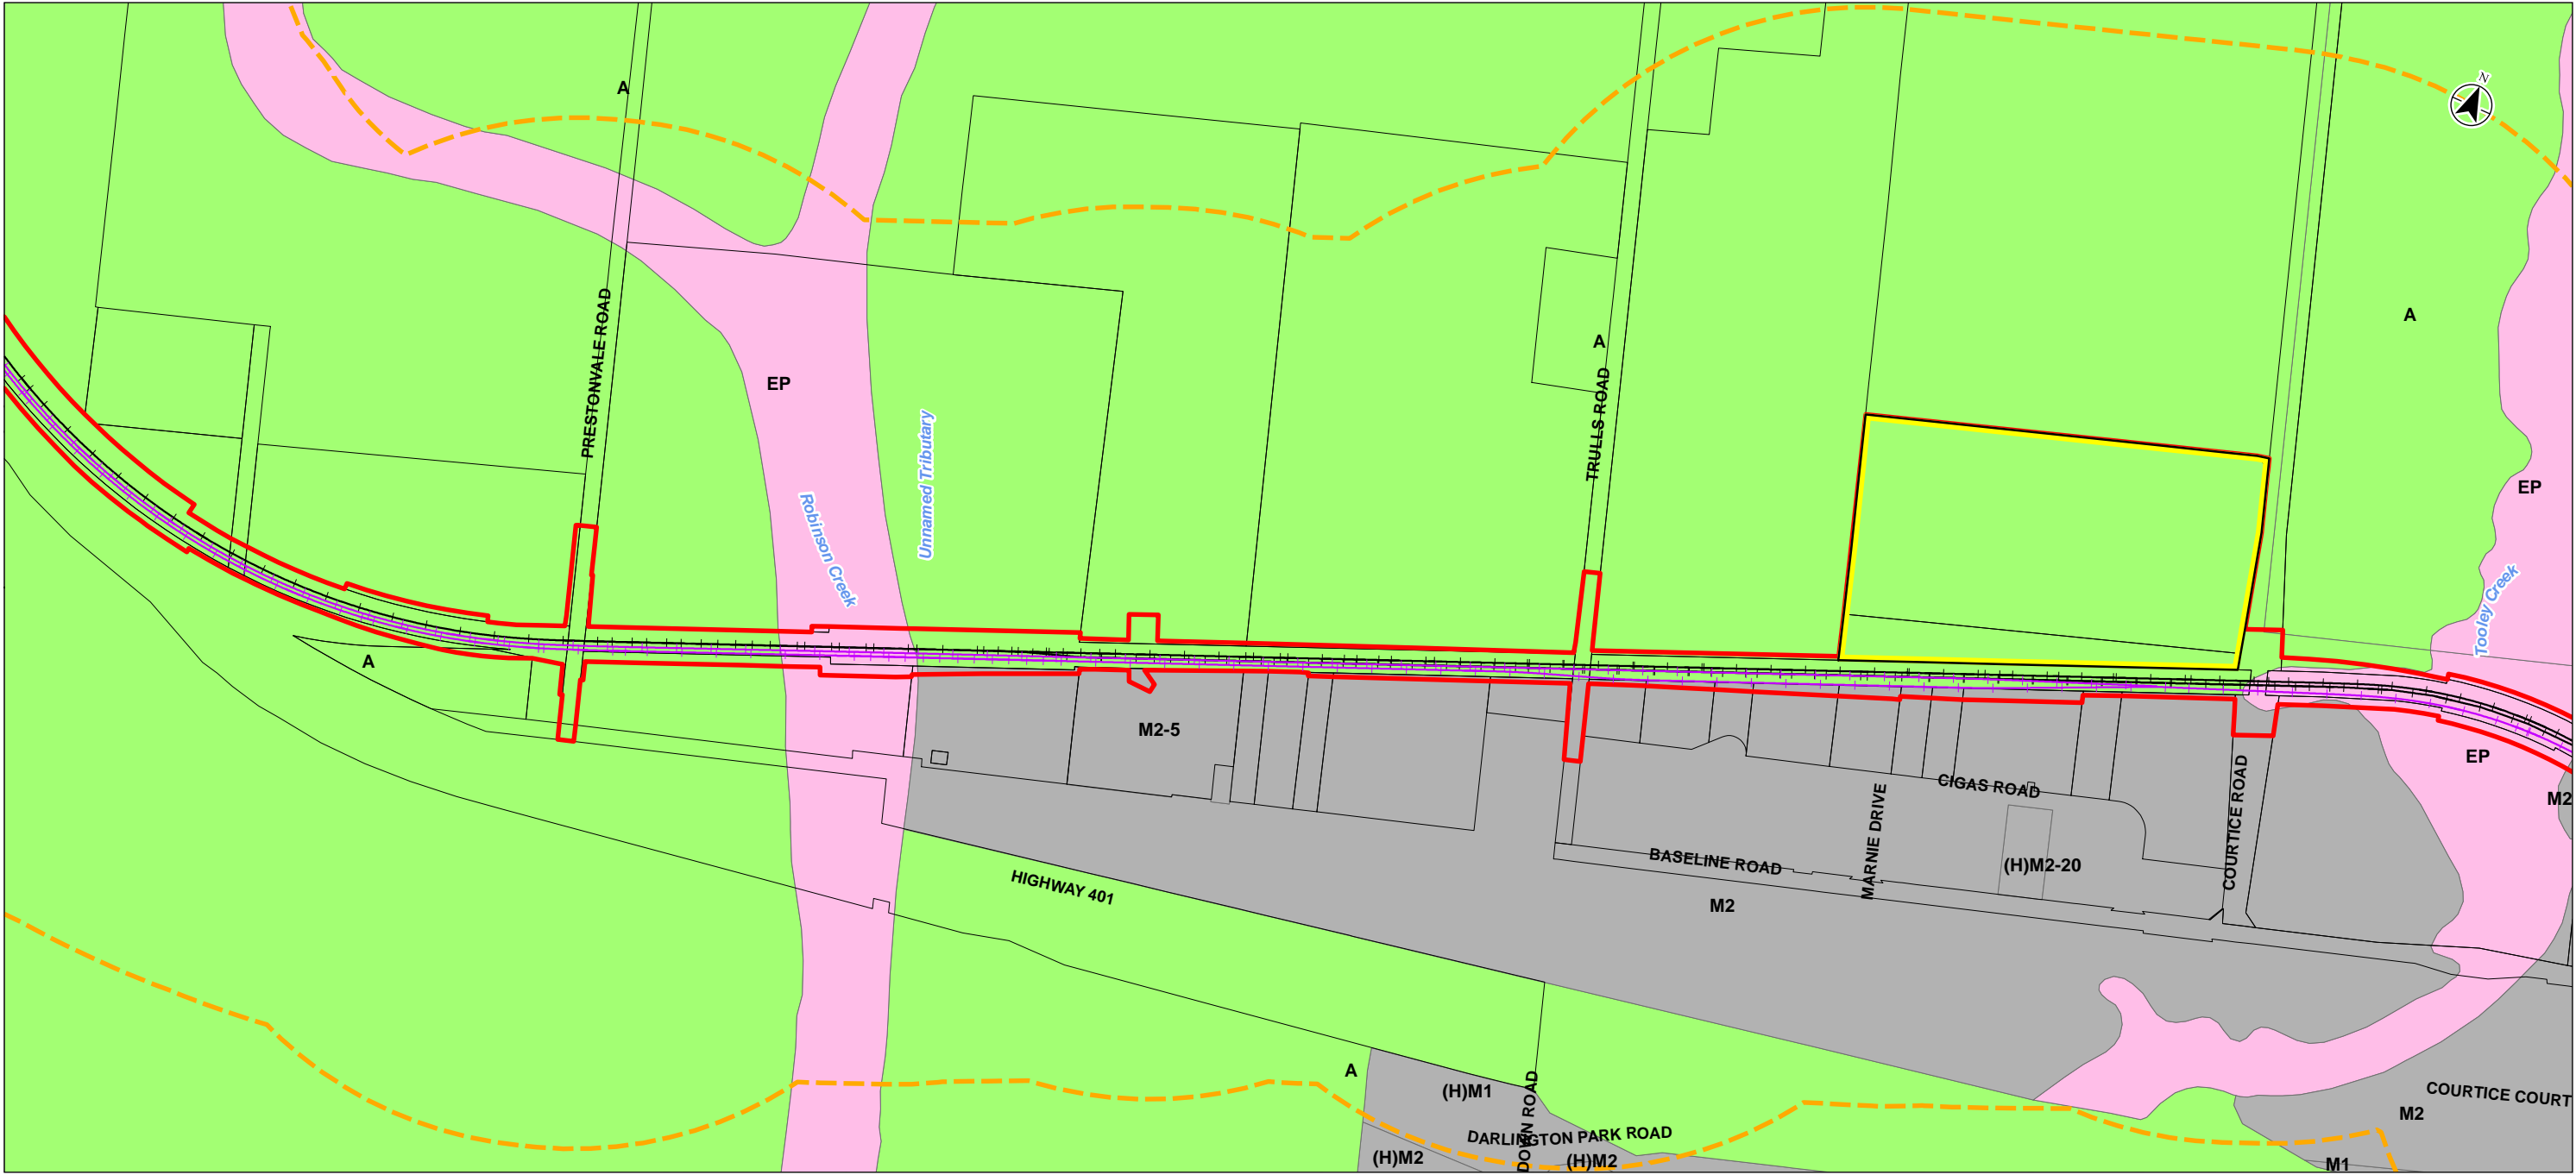 A
N
PRESTONVALE ROAD
A
A
TRULLS ROAD
EP
Unnamed Tributary
Robinson Creek
EP
Tooley Creek
A
M2-5
EP
CIGAS ROAD
M2
MARNIE DRIVE
COURTICE ROAD
BASELINE ROAD
(H)M2-20
HIGHWAY 401
M2
A
(H)M1
COURTICE COURT
M2
DOWN ROAD
DARLINGTON PARK ROAD
(H)M2
(H)M2
M1